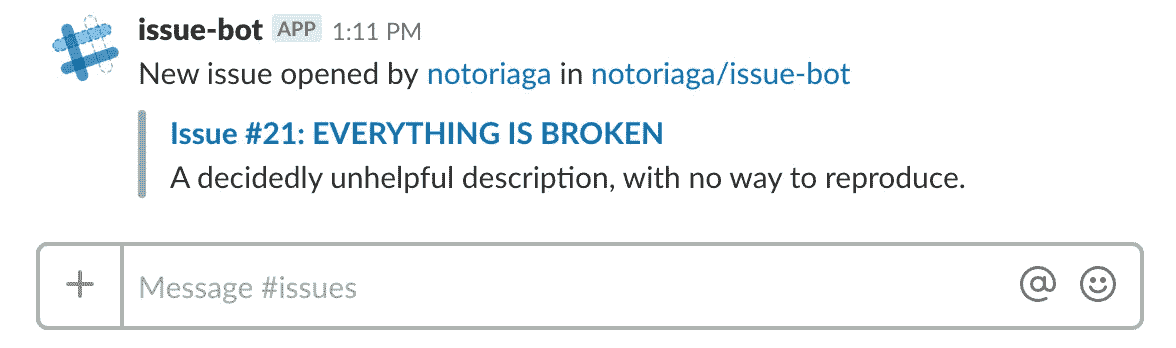 issue-bot APP 1:11 PM
New issue opened by notoriaga in notoriaga/issue-bot
Issue #21: EVERYTHING IS BROKEN
A decidedly unhelpful description, with no way to reproduce.
Message #issues